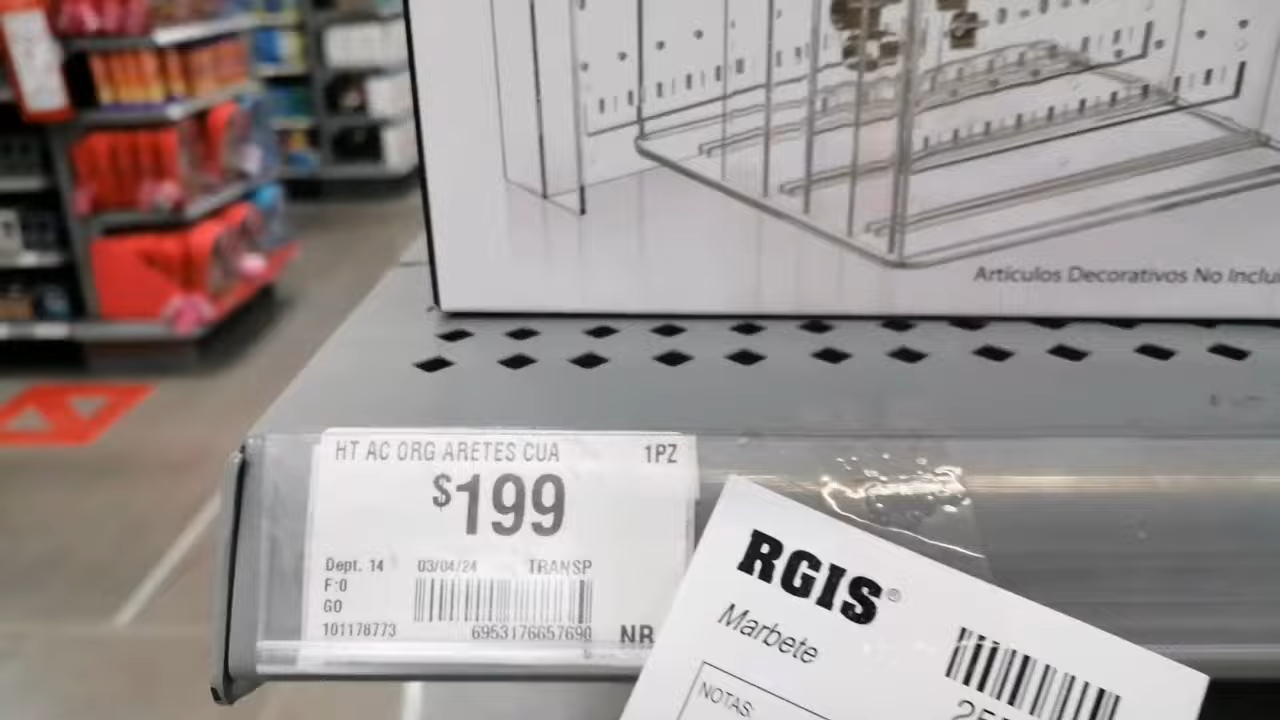 Artículos Decorativos No Inclu
HT AC ORG ARETES CUA 1PZ
$199
Dept. 14 03/04/24 TRANSP
F:0
GO
101178773 6953176657690 NR
RGIS®
Marbete
NOTAS: